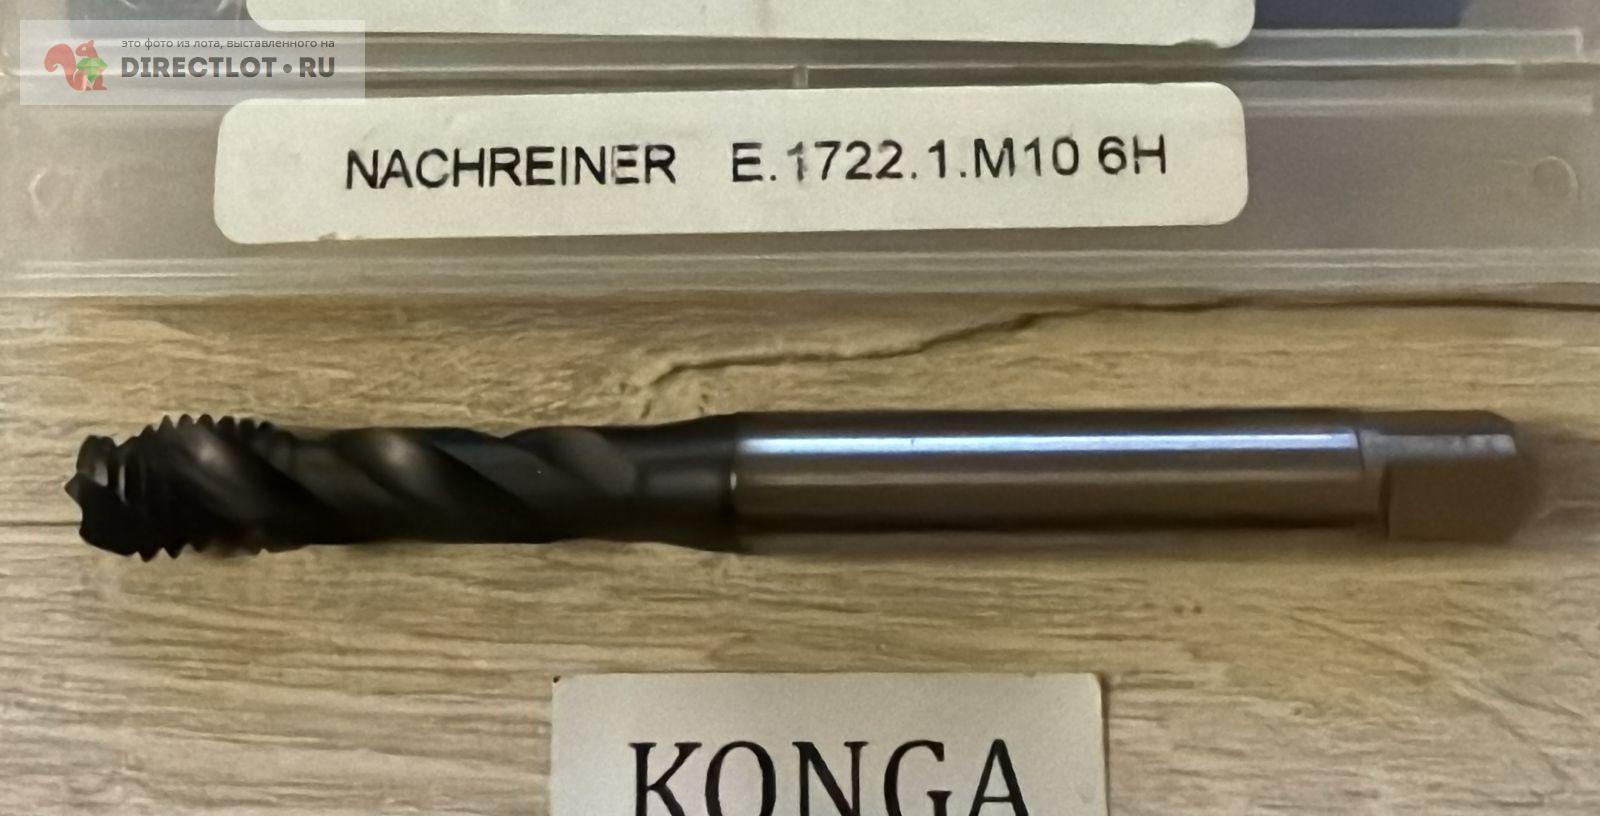 это фото из лота, выставленного на
DIRECTLOT•RU
NACHREINER E.1722.1.M10 6H
KONGA